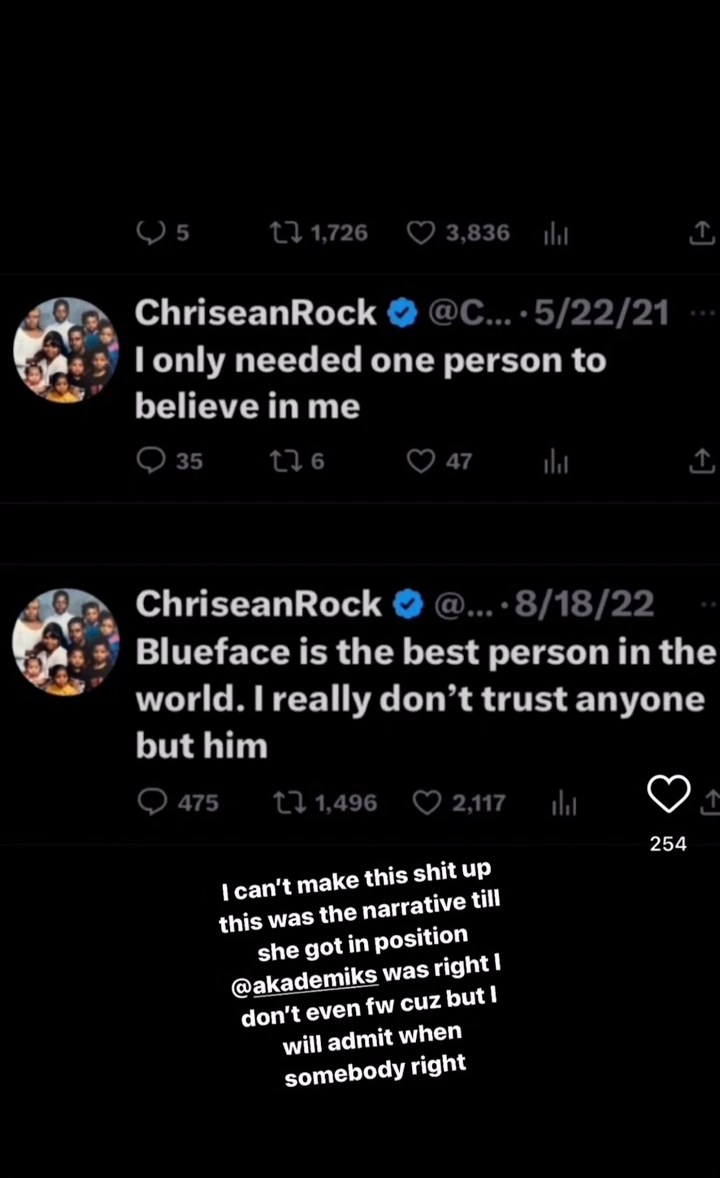 5 1,726 3,836
ChriseanRock @C... · 5/22/21 ...
I only needed one person to
believe in me
35 6 47
ChriseanRock @... · 8/18/22 ..
Blueface is the best person in the
world. I really don’t trust anyone
but him
475 1,496 2,117
254
I can’t make this shit up
this was the narrative till
she got in position
@akademiks was right I
don’t even fw cuz but I
will admit when
somebody right